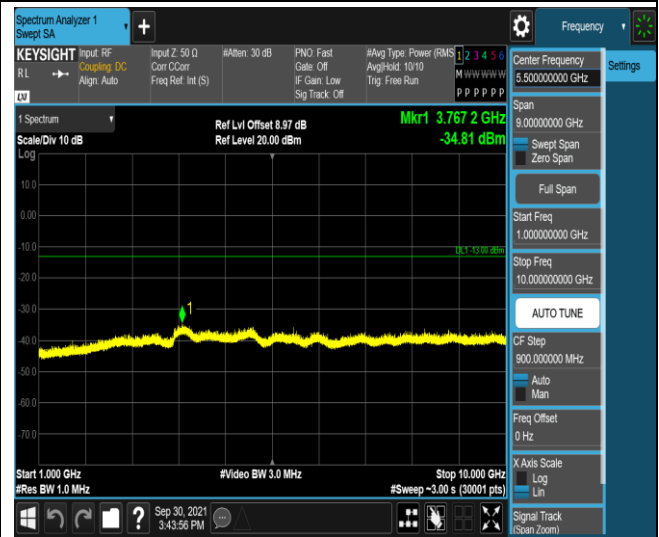 Spectrum Analyzer 1
Swept SA
+
Frequency
KEYSIGHT
RL
LXI
Input: RF
Coupling: DC
Align: Auto
Input Z: 50 Ω
Corr CCorr
Freq Ref: Int (S)
#Atten: 30 dB
PNO: Fast
Gate: Off
IF Gain: Low
Sig Track: Off
#Avg Type: Power (RMS
Avg|Hold: 10/10
Trig: Free Run
1 2 3 4 5 6
M W W W W W
P P P P P P
1 Spectrum
Scale/Div 10 dB
Log
Ref Lvl Offset 8.97 dB
Ref Level 20.00 dBm
Mkr1 3.767 2 GHz
-34.81 dBm
10.0
0.00
-10.0
-20.0
-30.0
-40.0
-50.0
-60.0
-70.0
DL1 -13.00 dBm
1
Start 1.000 GHz
#Res BW 1.0 MHz
#Video BW 3.0 MHz
Stop 10.000 GHz
#Sweep ~3.00 s (30001 pts)
Center Frequency
5.500000000 GHz
Span
9.00000000 GHz
Swept Span
Zero Span
Full Span
Start Freq
1.000000000 GHz
Stop Freq
10.000000000 GHz
AUTO TUNE
CF Step
900.000000 MHz
Auto
Man
Freq Offset
0 Hz
X Axis Scale
Log
Lin
Signal Track
(Span Zoom)
Settings
?
Sep 30, 2021
3:43:56 PM